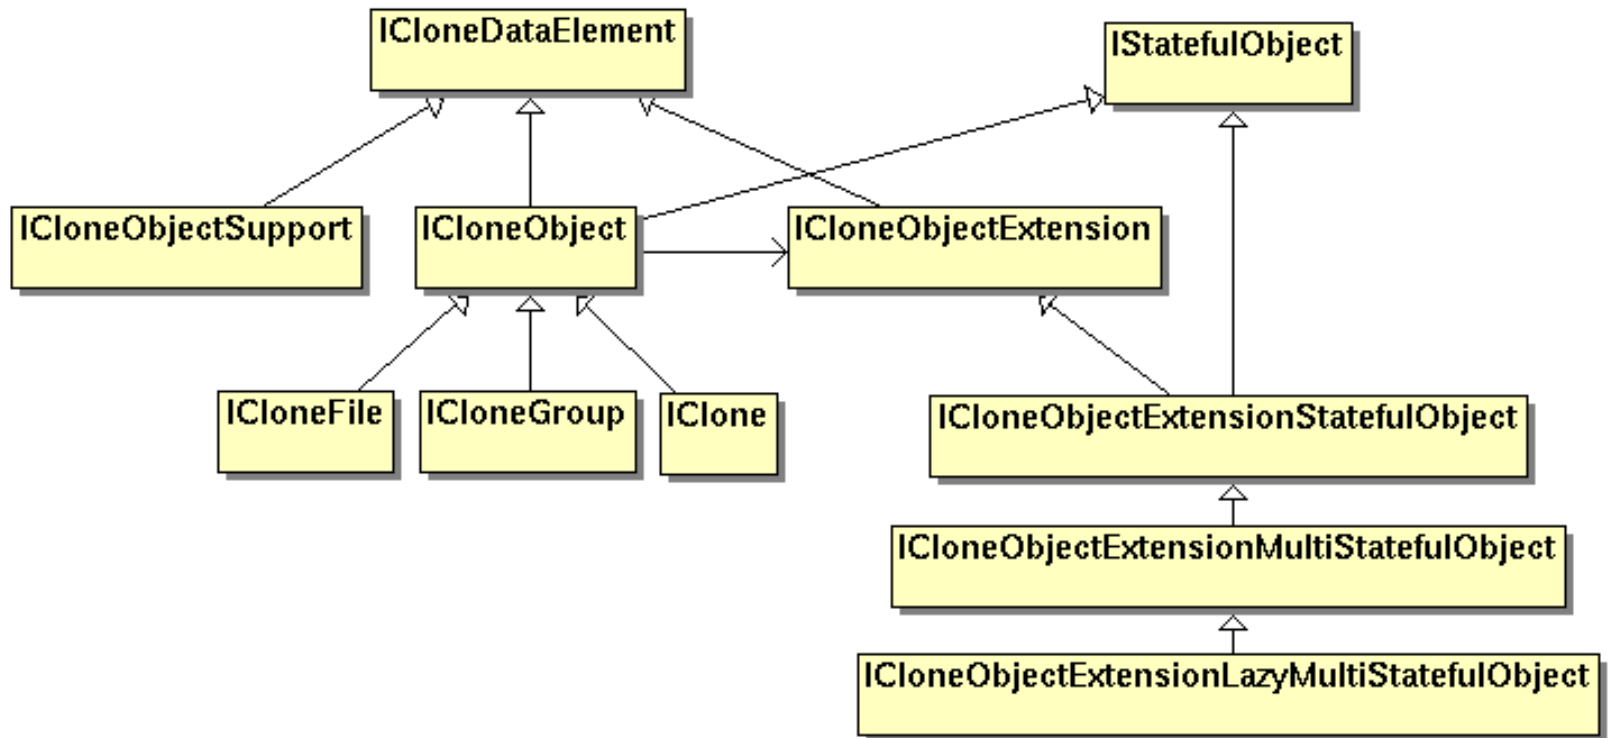 ICloneDataElement
IStatefulObject
ICloneObjectSupport
ICloneObject
ICloneObjectExtension
ICloneFile
ICloneGroup
IClone
ICloneObjectExtensionStatefulObject
ICloneObjectExtensionMultiStatefulObject
ICloneObjectExtensionLazyMultiStatefulObject